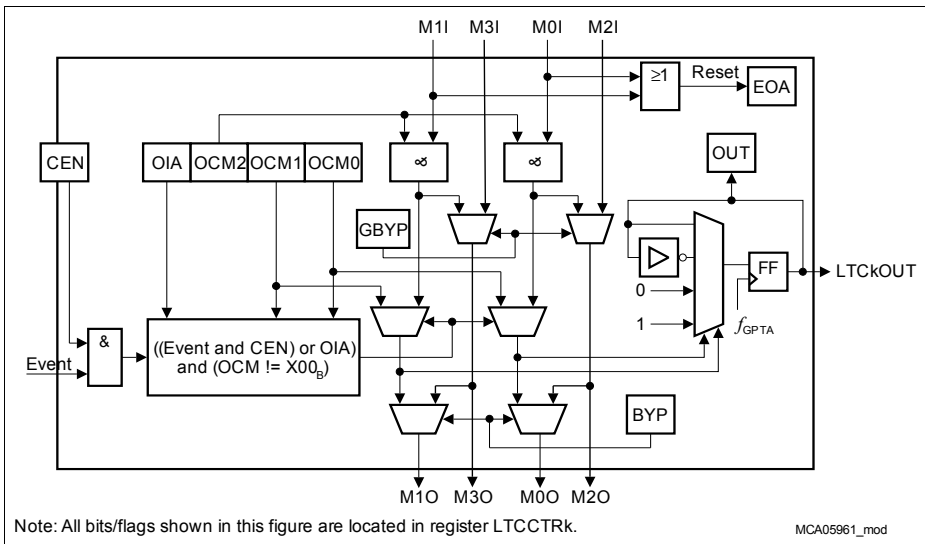 M1I M3I M0I M2I
≥1
Reset
EOA
CEN
OIA OCM2 OCM1 OCM0
&
&
OUT
GBYP
FF
LTCkOUT
0
1
fGPTA
&
Event
((Event and CEN) or OIA)
and (OCM != X00B)
BYP
M1O M3O M0O M2O
Note: All bits/flags shown in this figure are located in register LTCCTRk.
MCA05961_mod